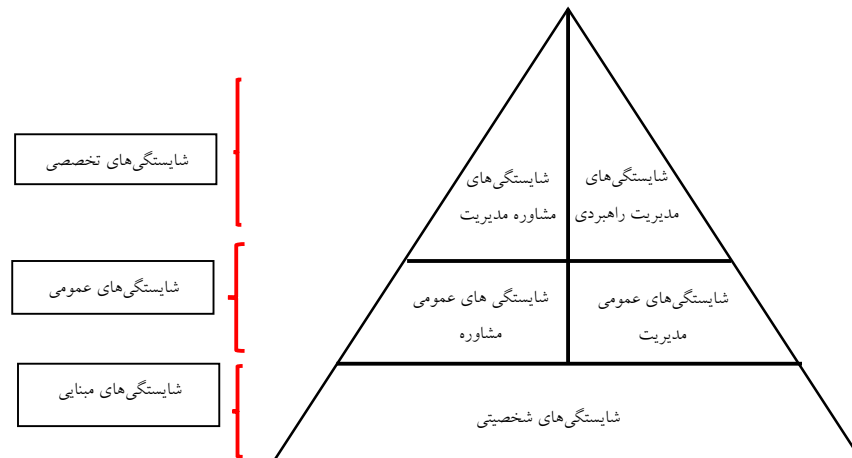 شایستگی‌های
مدیریت راهبردی
شایستگی‌های
مشاوره مدیریت
شایستگی‌های تخصصی
شایستگی‌های عمومی
مدیریت
شایستگی های عمومی
مشاوره
شایستگی‌های عمومی
شایستگی‌های شخصیتی
شایستگی‌های مبنایی